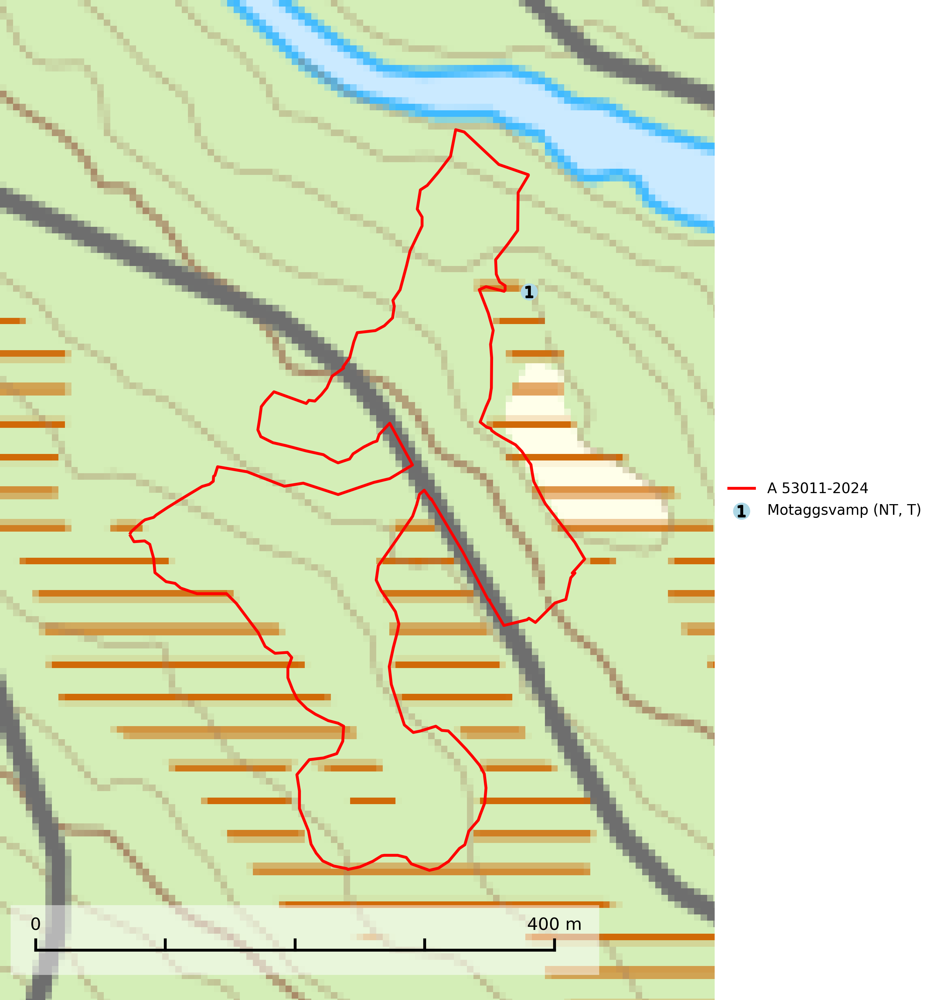 1
A 53011-2024
1 Motaggsvamp (NT, T)
0 400 m